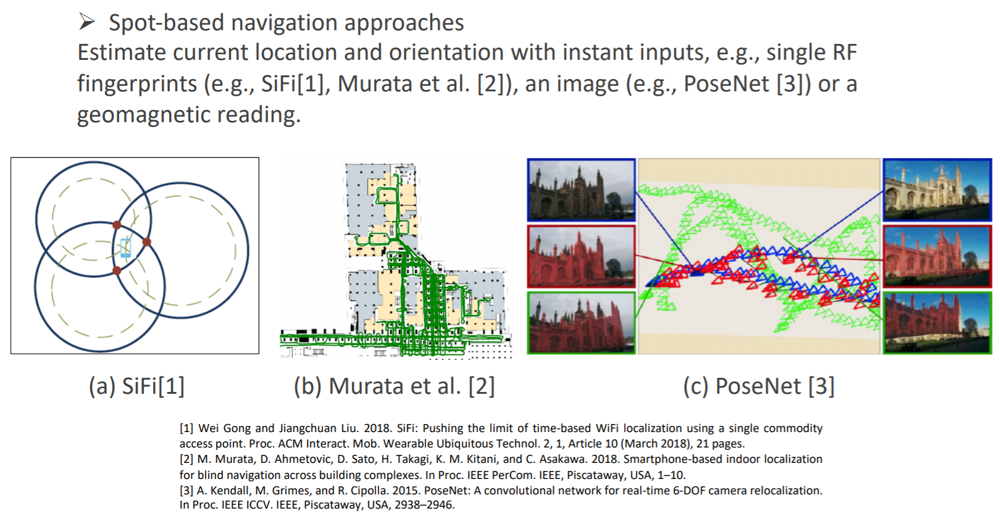 ➢ Spot-based navigation approaches
Estimate current location and orientation with instant inputs, e.g., single RF
fingerprints (e.g., SiFi[1], Murata et al. [2]), an image (e.g., PoseNet [3]) or a
geomagnetic reading.
(a) SiFi[1]
(b) Murata et al. [2]
(c) PoseNet [3]
[1] Wei Gong and Jiangchuan Liu. 2018. SiFi: Pushing the limit of time-based WiFi localization using a single commodity
access point. Proc. ACM Interact. Mob. Wearable Ubiquitous Technol. 2, 1, Article 10 (March 2018), 21 pages.
[2] M. Murata, D. Ahmetovic, D. Sato, H. Takagi, K. M. Kitani, and C. Asakawa. 2018. Smartphone-based indoor localization
for blind navigation across building complexes. In Proc. IEEE PerCom. IEEE, Piscataway, USA, 1–10.
[3] A. Kendall, M. Grimes, and R. Cipolla. 2015. PoseNet: A convolutional network for real-time 6-DOF camera relocalization.
In Proc. IEEE ICCV. IEEE, Piscataway, USA, 2938–2946.